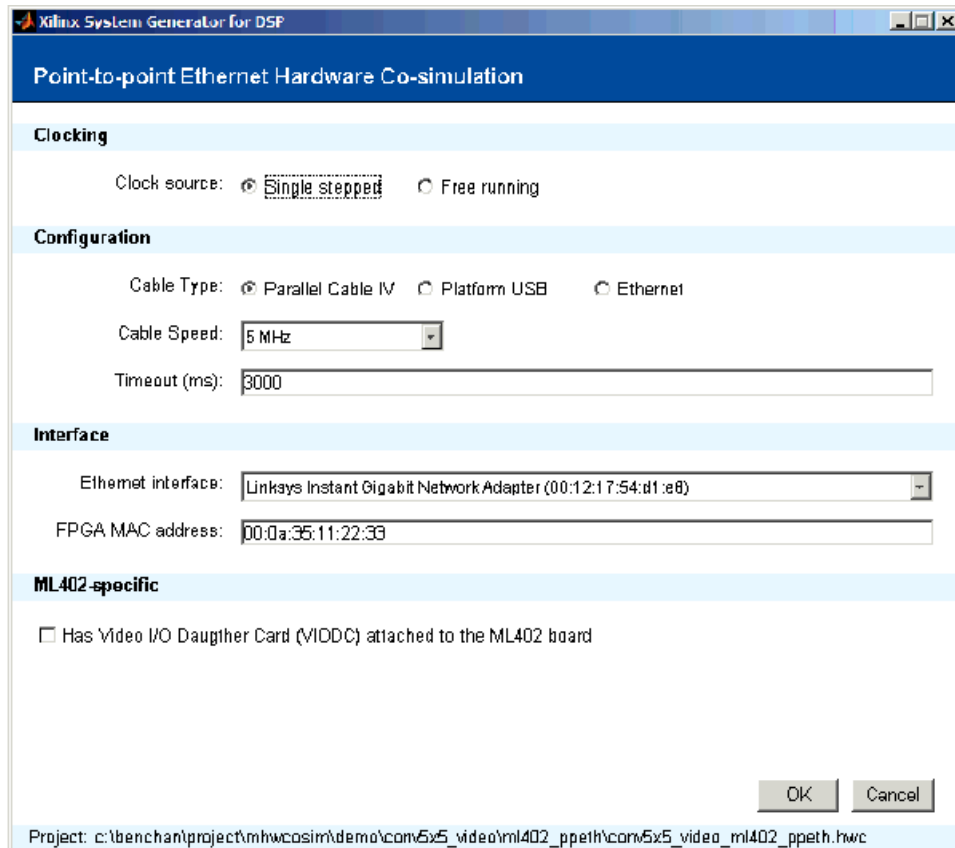 Xilinx System Generator for DSP
Point-to-point Ethernet Hardware Co-simulation
Clocking
Clock source: Single stepped Free running
Configuration
Cable Type: Parallel Cable IV Platform USB Ethernet
Cable Speed: 5 MHz
Timeout (ms): 3000
Interface
Ethernet interface: Linksys Instant Gigabit Network Adapter (00:12:17:54:d1:e8)
FPGA MAC address: 00:0a:35:11:22:33
ML402-specific
Has Video I/O Daugther Card (VIODC) attached to the ML402 board
OK Cancel
Project: c:\benchan\project\mhwcosim\demo\conv5x5_video\ml402_ppeth\conv5x5_video_ml402_ppeth.hwc